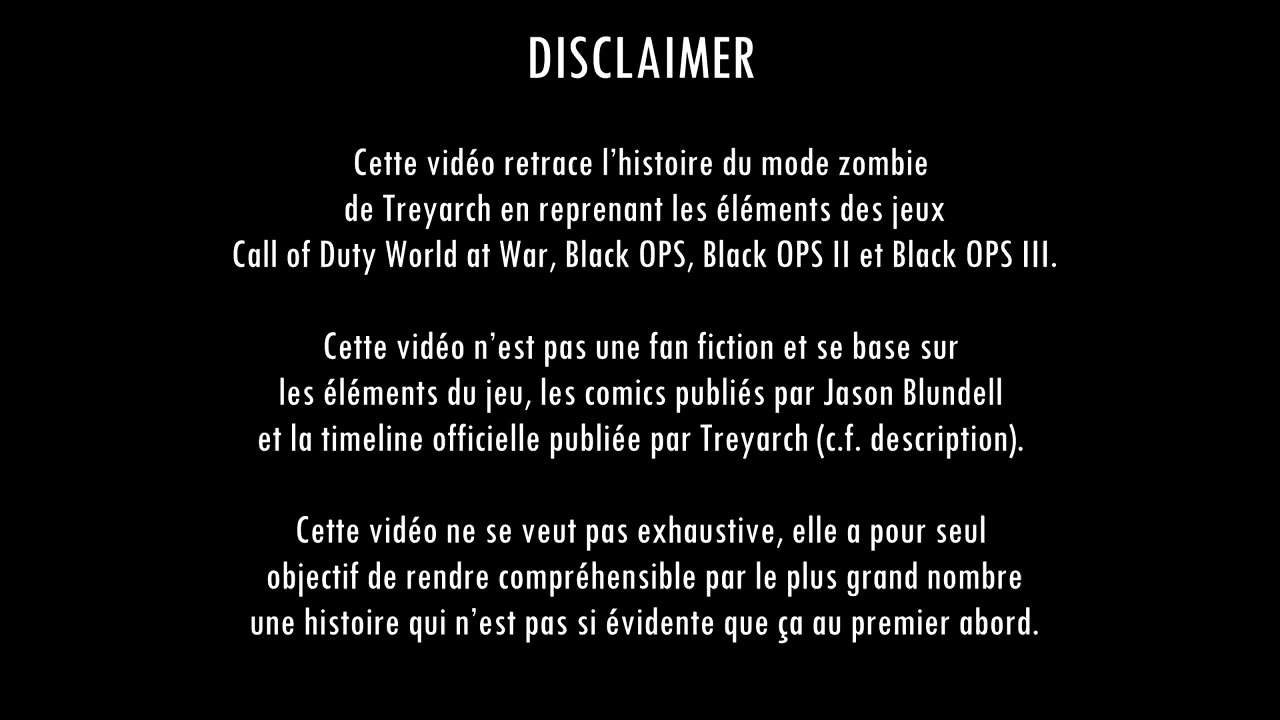 DISCLAIMER
Cette vidéo retrace l’histoire du mode zombie
de Treyarch en reprenant les éléments des jeux
Call of Duty World at War, Black OPS, Black OPS II et Black OPS III.
Cette vidéo n’est pas une fan fiction et se base sur
les éléments du jeu, les comics publiés par Jason Blundell
et la timeline officielle publiée par Treyarch (c.f. description).
Cette vidéo ne se veut pas exhaustive, elle a pour seul
objectif de rendre compréhensible par le plus grand nombre
une histoire qui n’est pas si évidente que ça au premier abord.